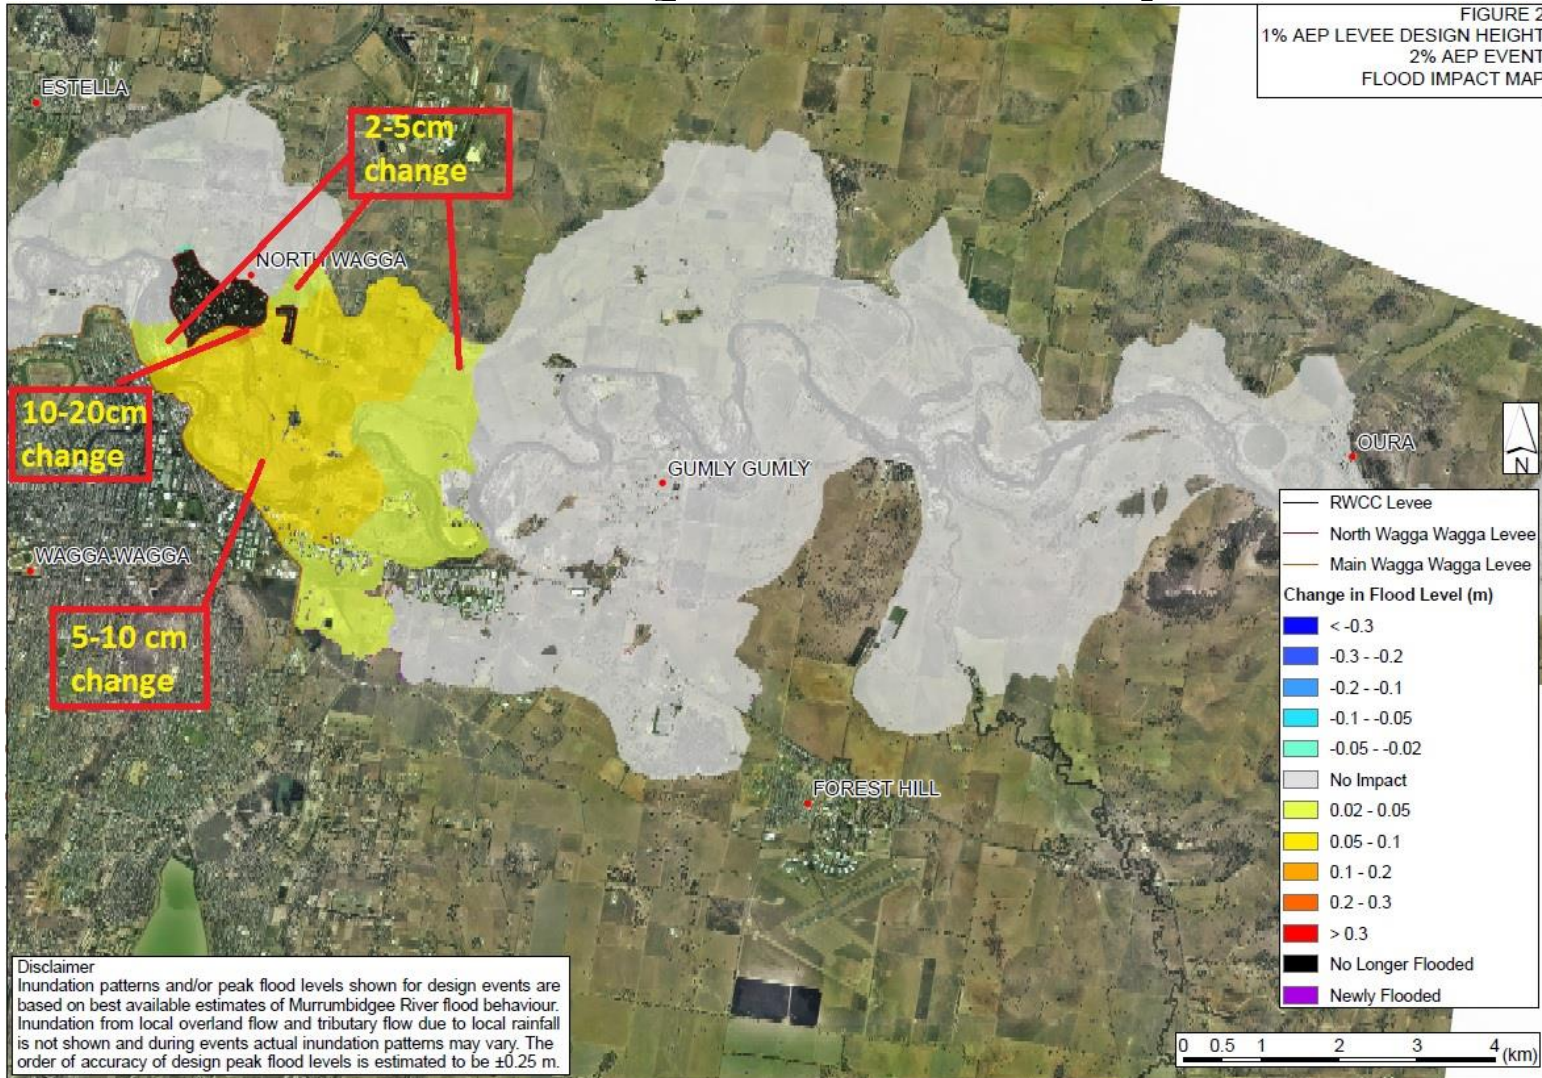 FIGURE 2
1% AEP LEVEE DESIGN HEIGHT
2% AEP EVENT
FLOOD IMPACT MAP
ESTELLA
2-5cm
change
NORTH WAGGA
10-20cm
change
GUMLY GUMLY
OURA
N
WAGGA WAGGA
5-10 cm
change
FOREST HILL
RWCC Levee
North Wagga Wagga Levee
Main Wagga Wagga Levee
Change in Flood Level (m)
< -0.3
-0.3 - -0.2
-0.2 - -0.1
-0.1 - -0.05
-0.05 - -0.02
No Impact
0.02 - 0.05
0.05 - 0.1
0.1 - 0.2
0.2 - 0.3
> 0.3
No Longer Flooded
Newly Flooded
Disclaimer
Inundation patterns and/or peak flood levels shown for design events are
based on best available estimates of Murrumbidgee River flood behaviour.
Inundation from local overland flow and tributary flow due to local rainfall
is not shown and during events actual inundation patterns may vary. The
order of accuracy of design peak flood levels is estimated to be ±0.25 m.
0 0.5 1 2 3 4 (km)